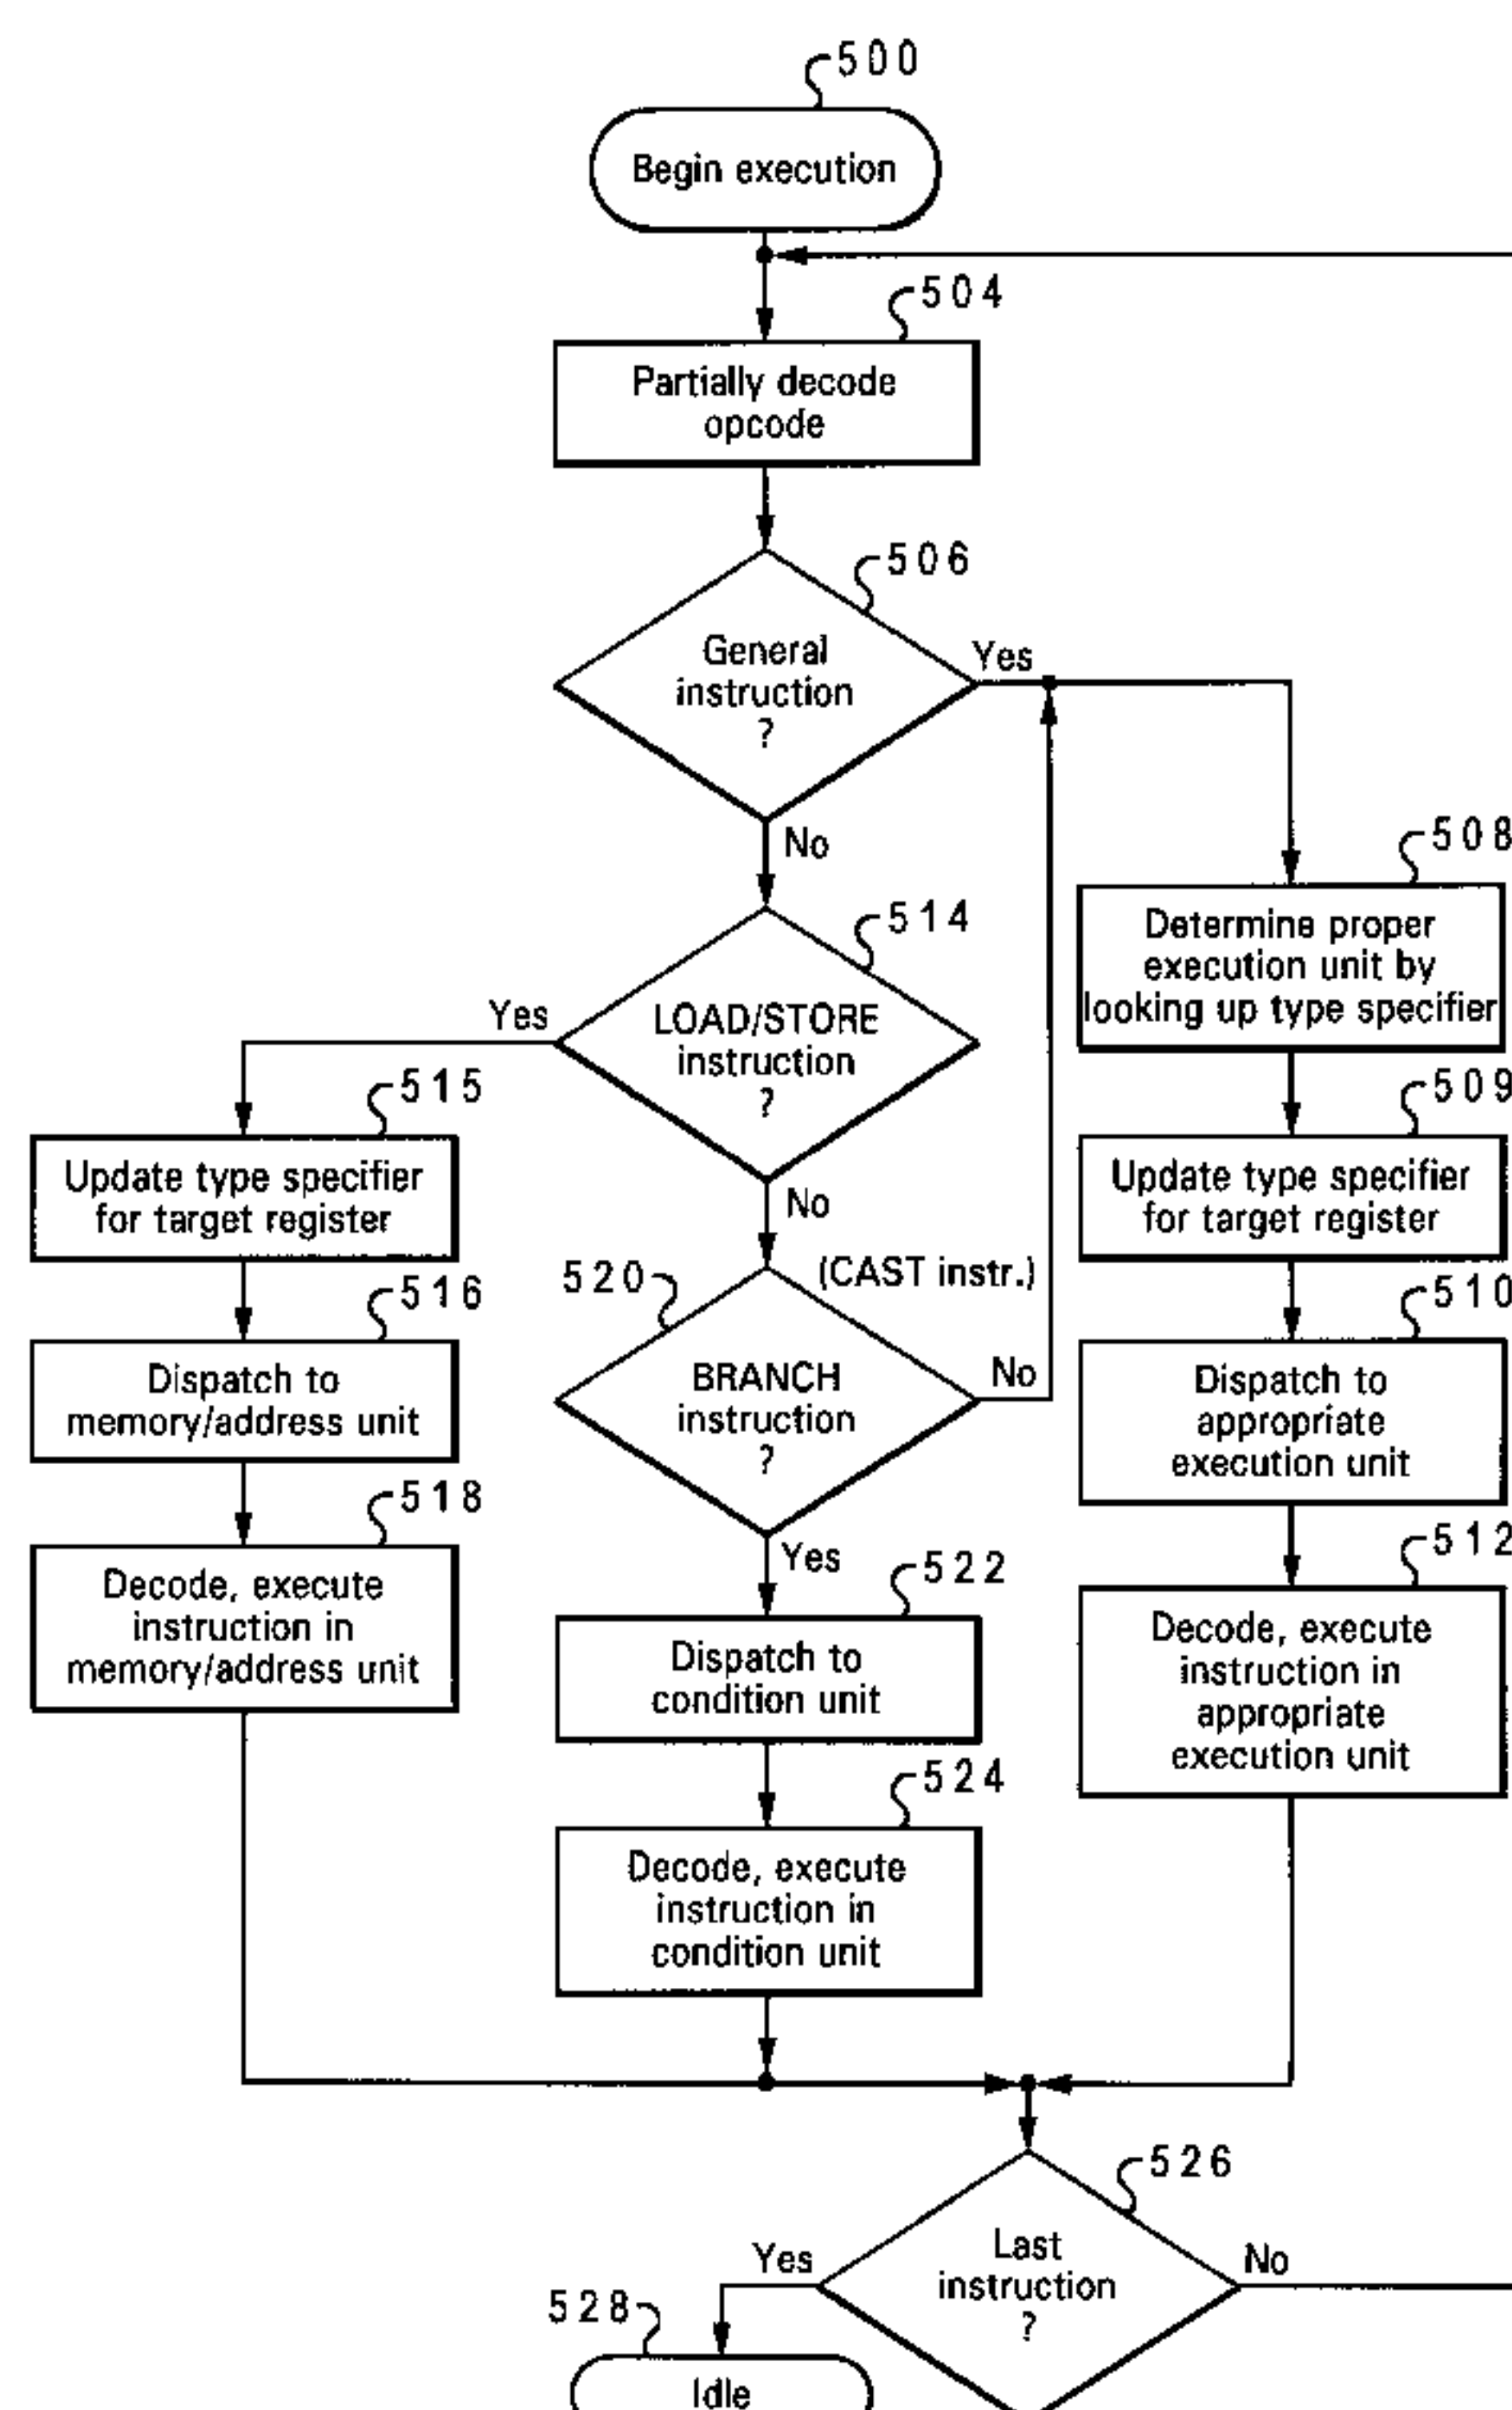 500
Begin execution
504
Partially decode
opcode
506
General
instruction
?
Yes
No
508
Determine proper
execution unit by
looking up type specifier
514
LOAD/STORE
instruction
?
Yes
No
515
Update type specifier
for target register
509
Update type specifier
for target register
516
Dispatch to
memory/address unit
520
(CAST instr.)
BRANCH
instruction
?
No
Yes
510
Dispatch to
appropriate
execution unit
518
Decode, execute
instruction in
memory/address unit
522
Dispatch to
condition unit
512
Decode, execute
instruction in
appropriate
execution unit
524
Decode, execute
instruction in
condition unit
526
Last
instruction
?
Yes
No
528
Idle